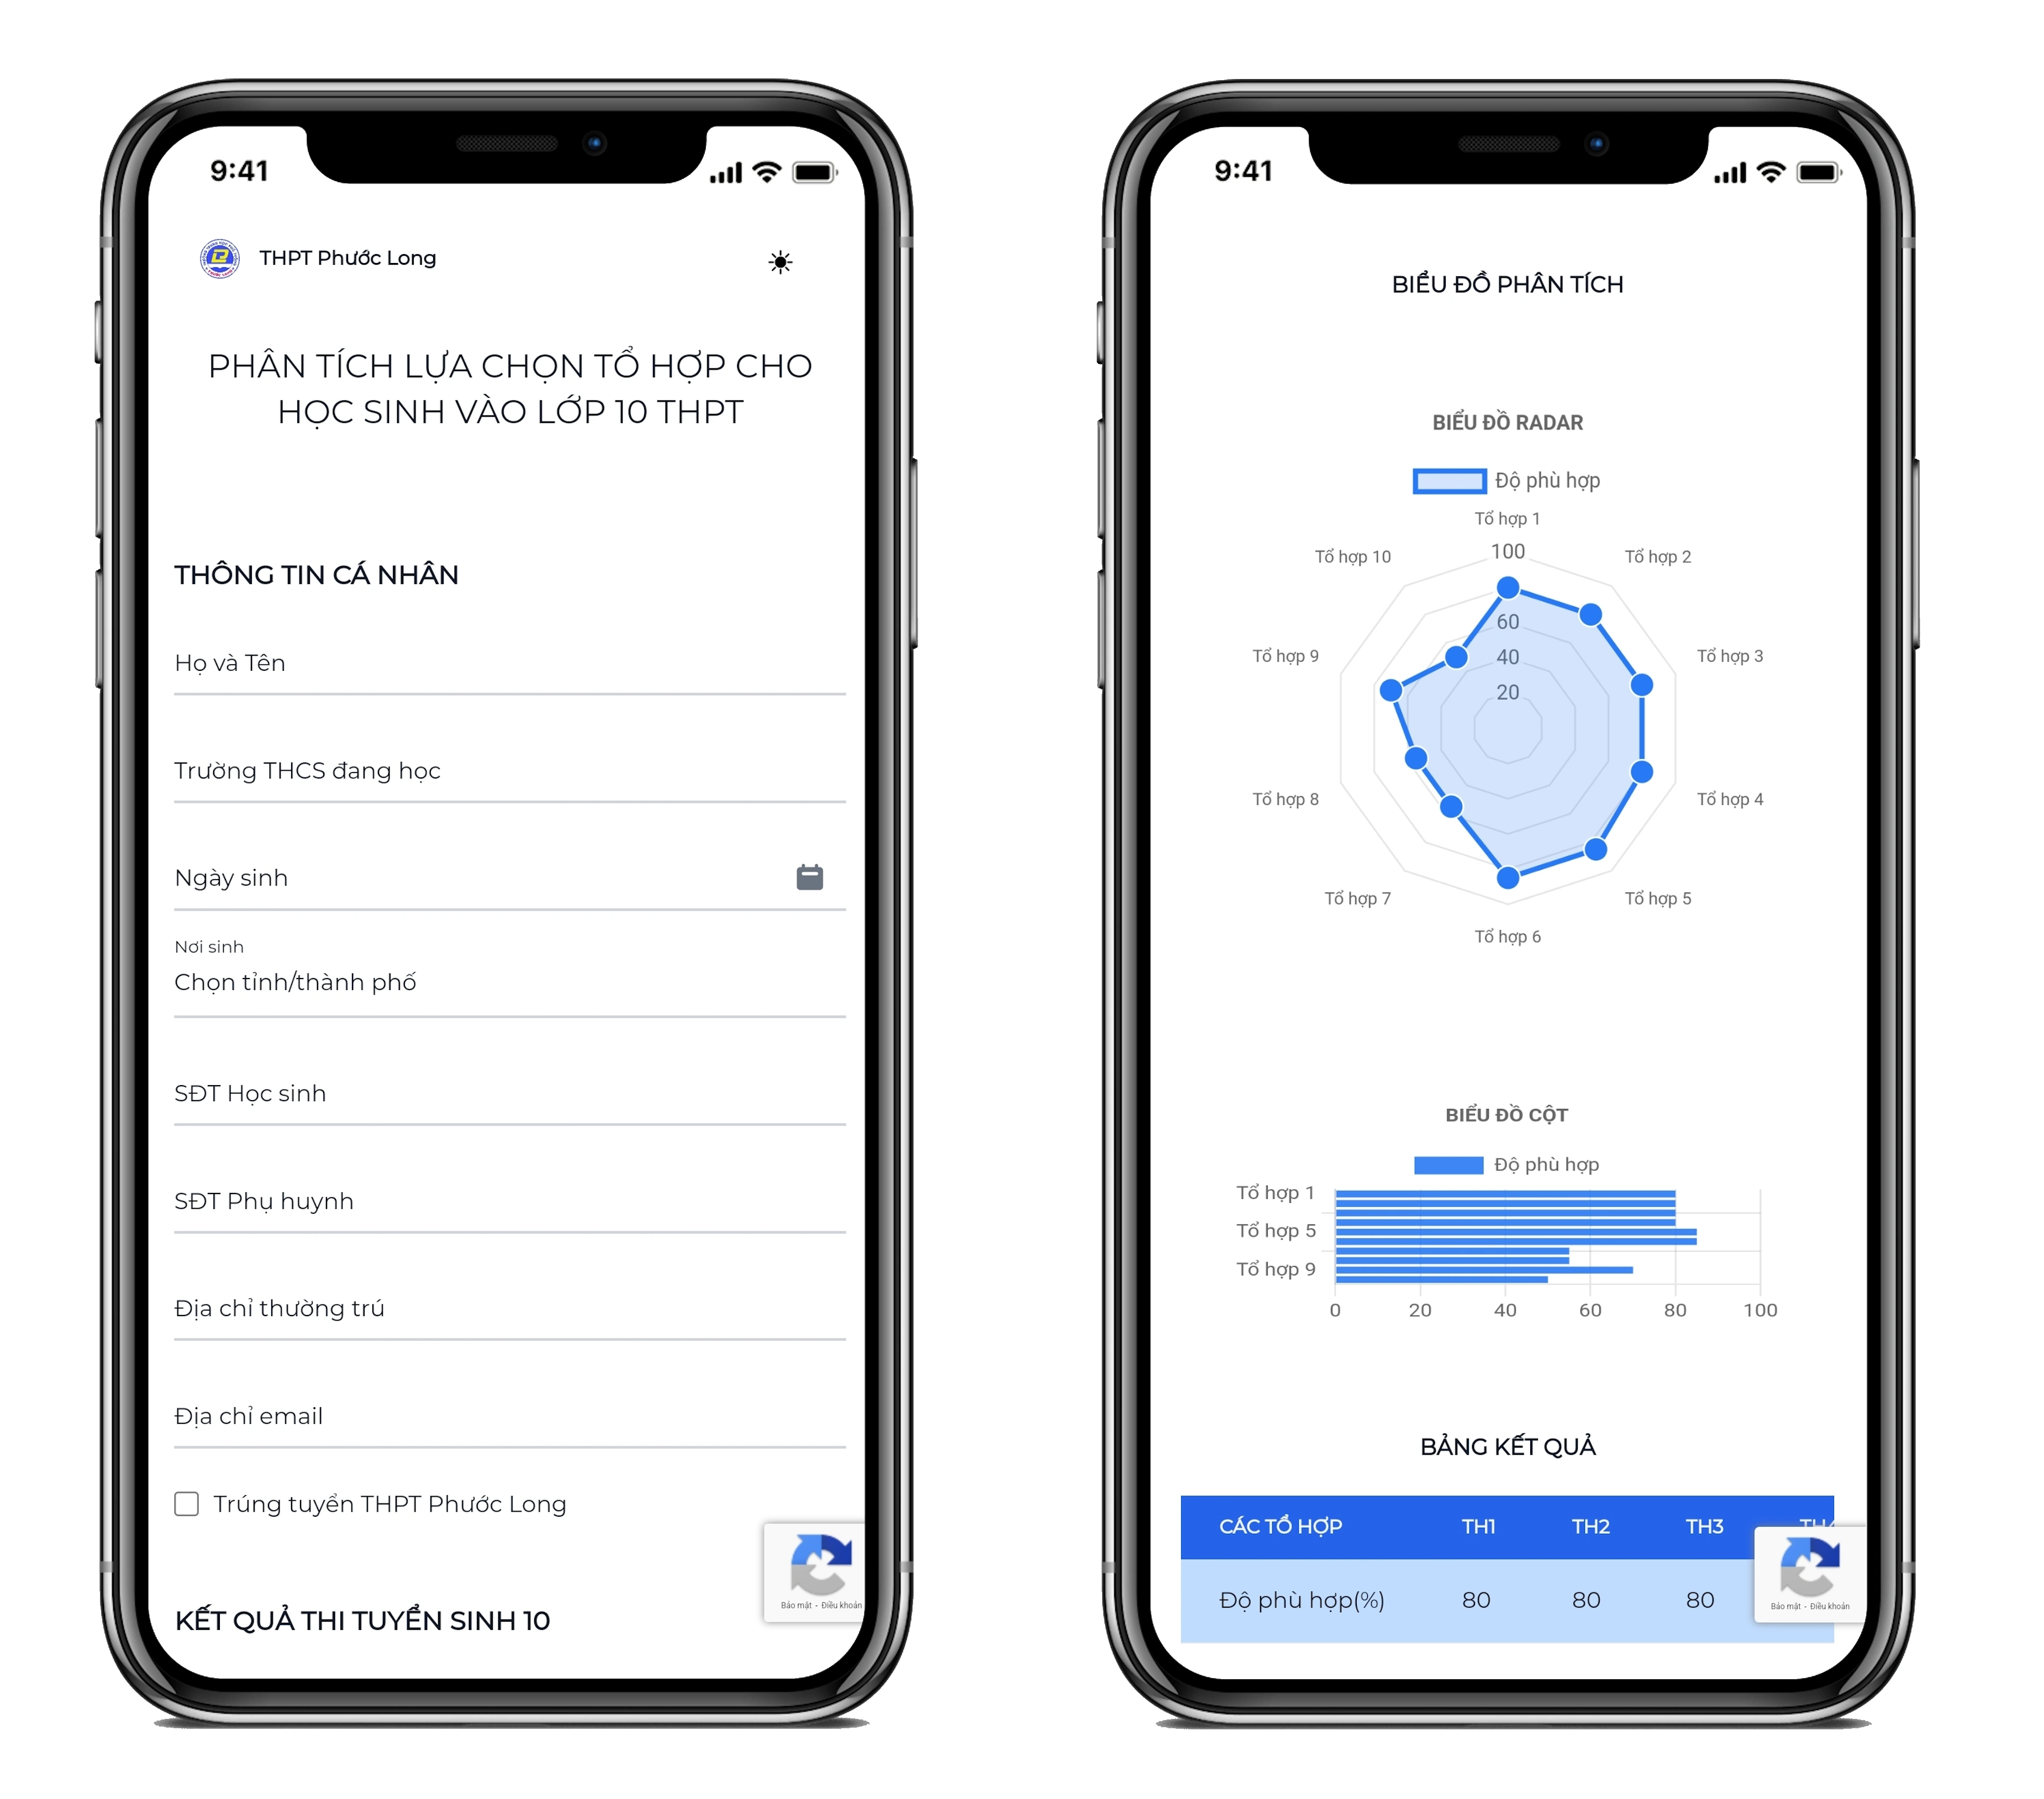 9:41
THPT Phước Long
PHÂN TÍCH LỰA CHỌN TỔ HỢP CHO
HỌC SINH VÀO LỚP 10 THPT
THÔNG TIN CÁ NHÂN
Họ và Tên
Trường THCS đang học
Ngày sinh
Nơi sinh
Chọn tỉnh/thành phố
SĐT Học sinh
SĐT Phụ huynh
Địa chỉ thường trú
Địa chỉ email
Trúng tuyển THPT Phước Long
Bảo mật - Điều khoản
KẾT QUẢ THI TUYỂN SINH 10
9:41
BIỂU ĐỒ PHÂN TÍCH
BIỂU ĐỒ RADAR
Độ phù hợp
Tổ hợp 1
Tổ hợp 10
100
Tổ hợp 2
60
Tổ hợp 9
40
Tổ hợp 3
20
Tổ hợp 8
Tổ hợp 4
Tổ hợp 7
Tổ hợp 5
Tổ hợp 6
BIỂU ĐỒ CỘT
Độ phù hợp
Tổ hợp 1
Tổ hợp 5
Tổ hợp 9
0 20 40 60 80 100
BẢNG KẾT QUẢ
CÁC TỔ HỢP TH1 TH2 TH3
Độ phù hợp(%) 80 80 80
Bảo mật - Điều khoản